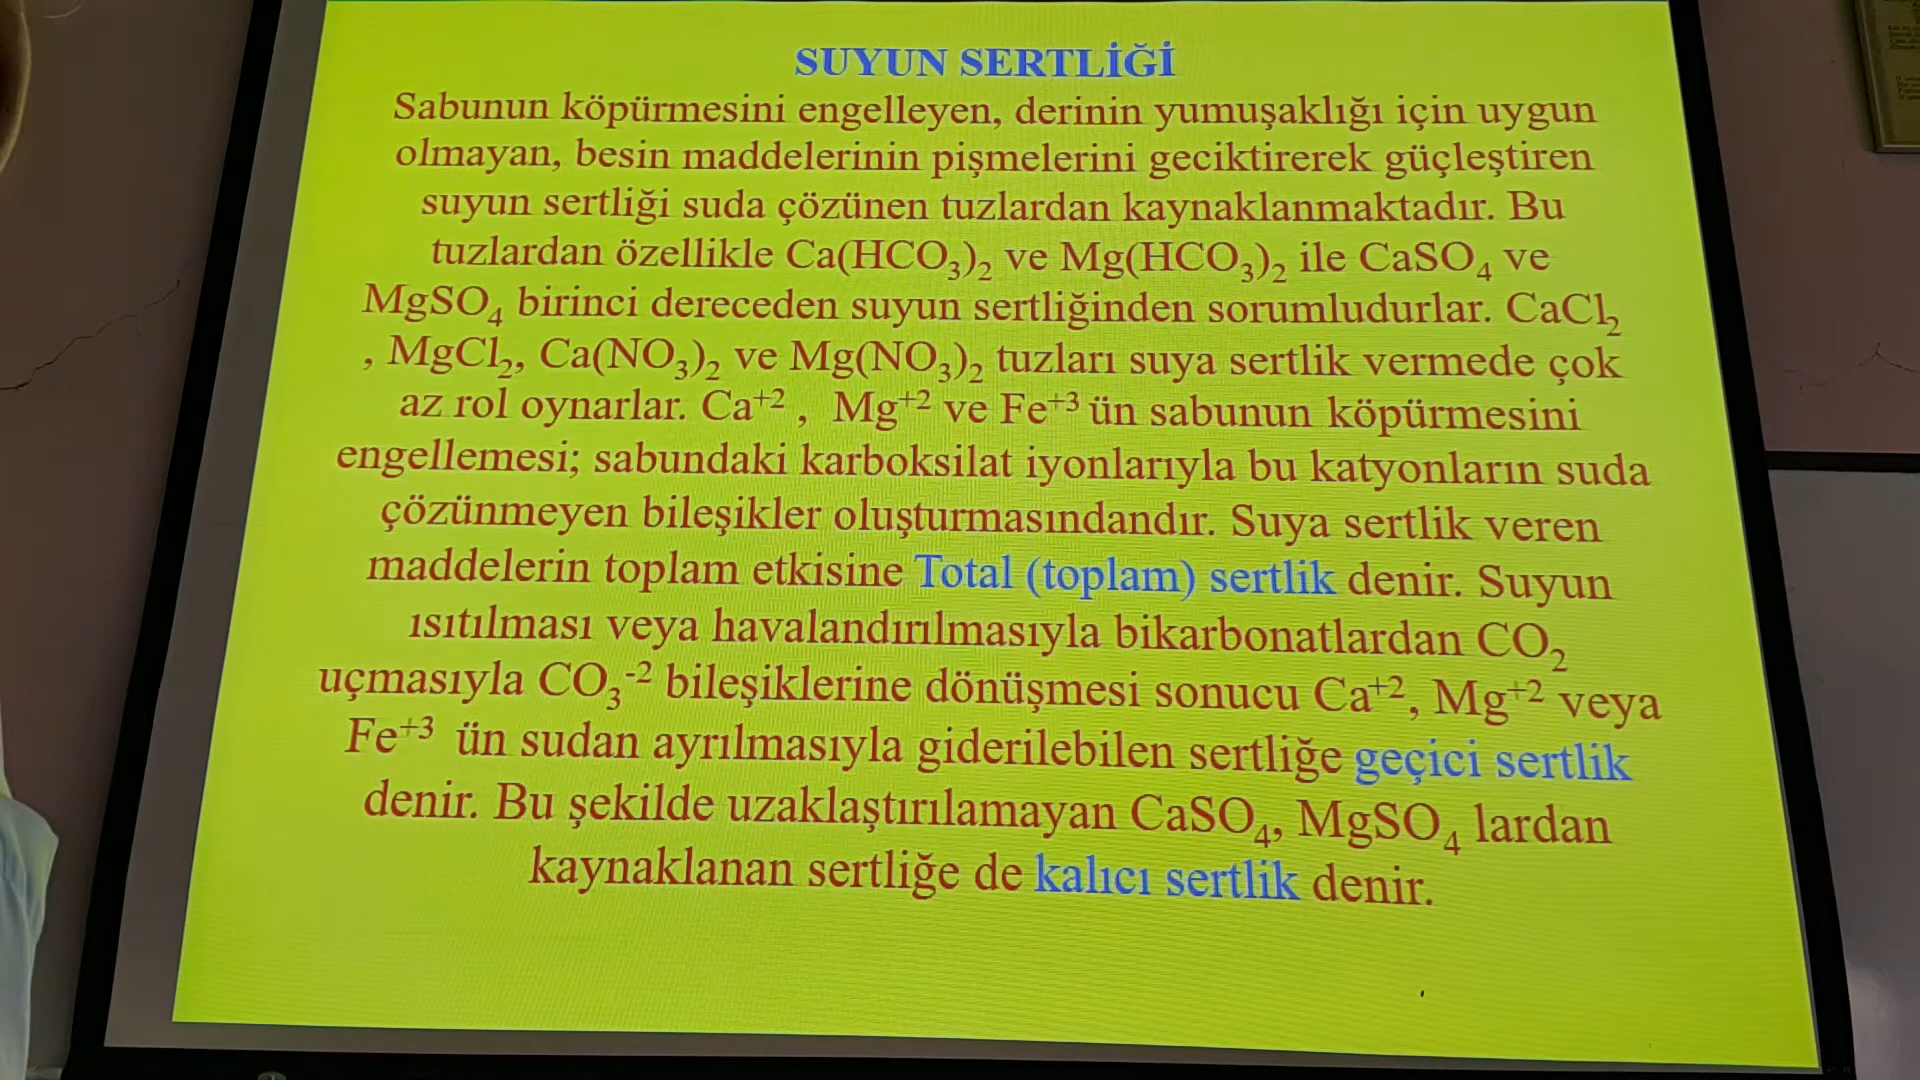 SUYUN SERTLİĞİ
Sabunun köpürmesini engelleyen, derinin yumuşaklığı için uygun
olmayan, besin maddelerinin pişmelerini geciktirerek güçleştiren
suyun sertliği suda çözünen tuzlardan kaynaklanmaktadır. Bu
tuzlardan özellikle Ca(HCO₃)₂ ve Mg(HCO₃)₂ ile CaSO₄ ve
MgSO₄ birinci dereceden suyun sertliğinden sorumludurlar. CaCl₂
, MgCl₂, Ca(NO₃)₂ ve Mg(NO₃)₂ tuzları suya sertlik vermede çok
az rol oynarlar. Ca⁺² , Mg⁺² ve Fe⁺³ ün sabunun köpürmesini
engellemesi; sabundaki karboksilat iyonlarıyla bu katyonların suda
çözünmeyen bileşikler oluşturmasındandır. Suya sertlik veren
maddelerin toplam etkisine Total (toplam) sertlik denir. Suyun
ısıtılması veya havalandırılmasıyla bikarbonatlardan CO₂
uçmasıyla CO₃⁻² bileşiklerine dönüşmesi sonucu Ca⁺², Mg⁺² veya
Fe⁺³ ün sudan ayrılmasıyla giderilebilen sertliğe geçici sertlik
denir. Bu şekilde uzaklaştırılamayan CaSO₄, MgSO₄ lardan
kaynaklanan sertliğe de kalıcı sertlik denir.